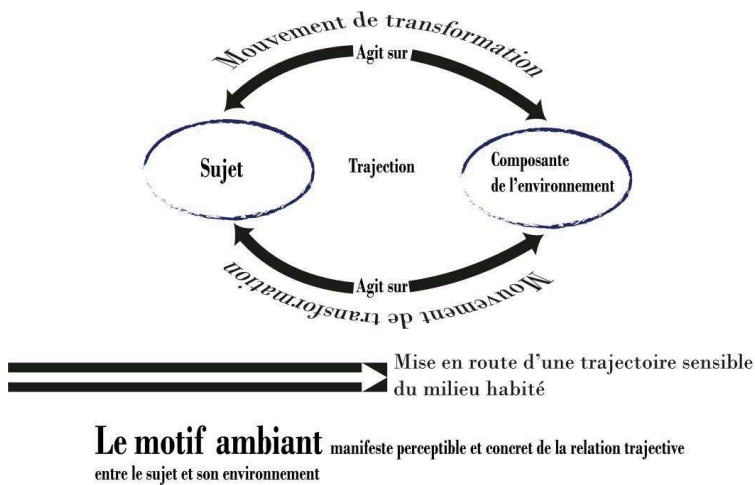 Mouvement de transformation
Agit sur
Sujet
Trajection
Composante
de l'environnement
Agit sur
Mouvement de transformation
Mise en route d'une trajectoire sensible
du milieu habité
Le motif ambiant manifeste perceptible et concret de la relation trajective
entre le sujet et son environnement